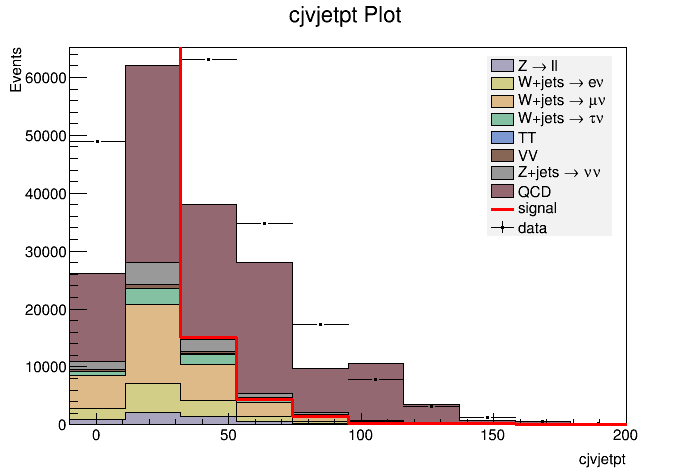 cjvjetpt Plot
Events
60000
50000
40000
30000
20000
10000
0
0 50 100 150 200
cjvjetpt
Z → ll
W+jets → eν
W+jets → μν
W+jets → τν
TT
VV
Z+jets → νν
QCD
signal
data